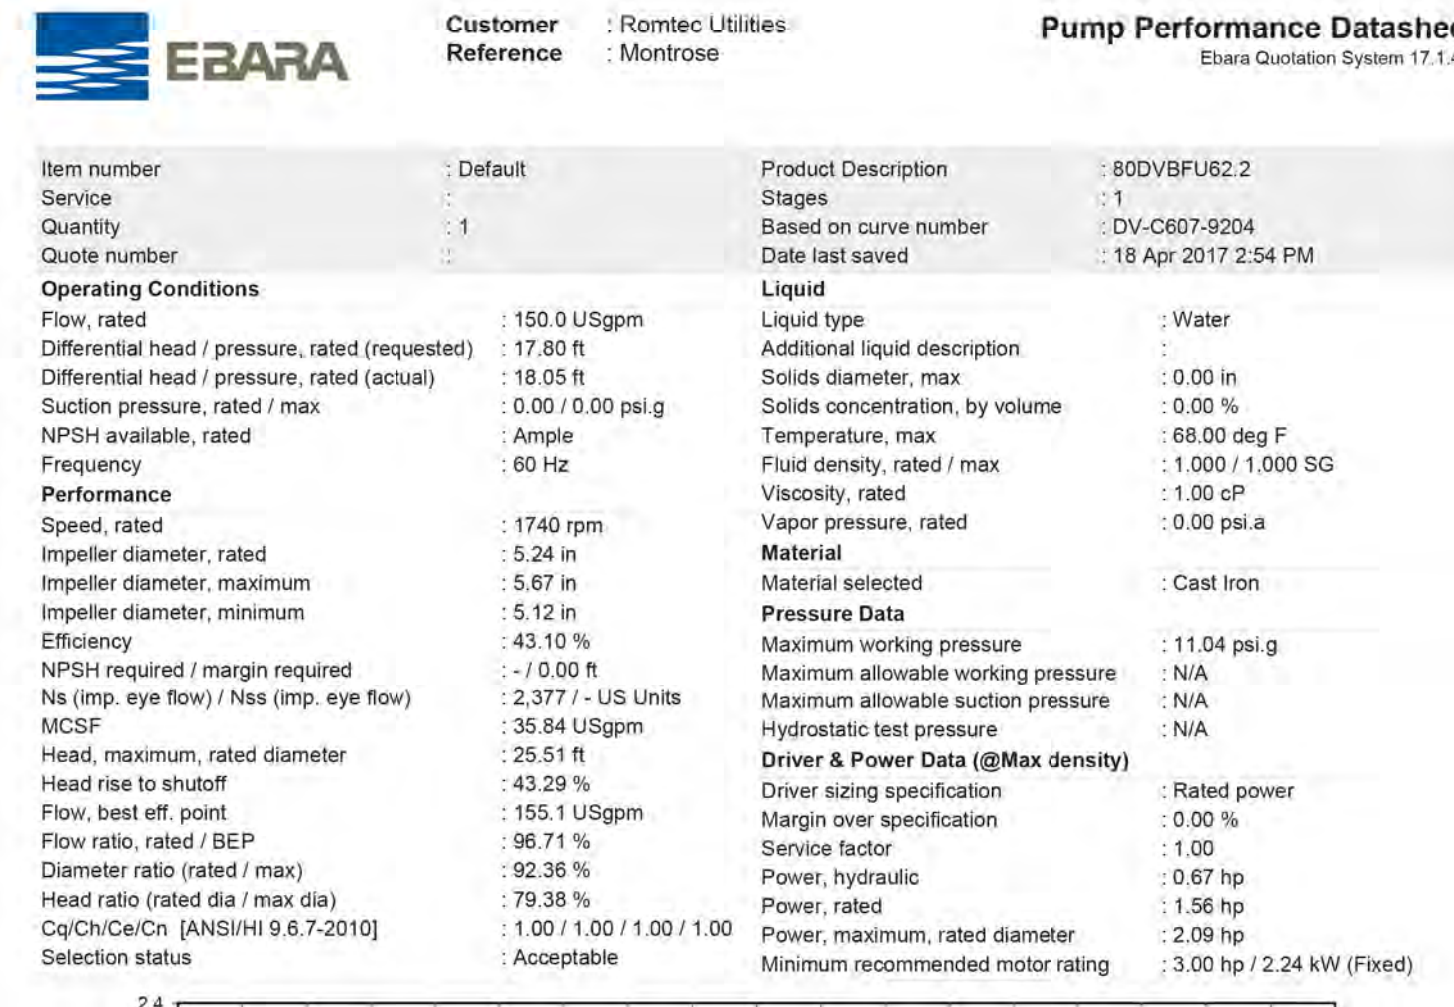 EBARA
Customer : Romtec Utilities
Reference : Montrose
Pump Performance Datashee
Ebara Quotation System 17.1.4
Item number : Default
Service :
Quantity : 1
Quote number :
Product Description : 80DVBFU62.2
Stages : 1
Based on curve number : DV-C607-9204
Date last saved : 18 Apr 2017 2:54 PM
Operating Conditions
Flow, rated : 150.0 USgpm
Differential head / pressure, rated (requested) : 17.80 ft
Differential head / pressure, rated (actual) : 18.05 ft
Suction pressure, rated / max : 0.00 / 0.00 psi.g
NPSH available, rated : Ample
Frequency : 60 Hz
Performance
Speed, rated : 1740 rpm
Impeller diameter, rated : 5.24 in
Impeller diameter, maximum : 5.67 in
Impeller diameter, minimum : 5.12 in
Efficiency : 43.10 %
NPSH required / margin required : - / 0.00 ft
Ns (imp. eye flow) / Nss (imp. eye flow) : 2,377 / - US Units
MCSF : 35.84 USgpm
Head, maximum, rated diameter : 25.51 ft
Head rise to shutoff : 43.29 %
Flow, best eff. point : 155.1 USgpm
Flow ratio, rated / BEP : 96.71 %
Diameter ratio (rated / max) : 92.36 %
Head ratio (rated dia / max dia) : 79.38 %
Cq/Ch/Ce/Cn [ANSI/HI 9.6.7-2010] : 1.00 / 1.00 / 1.00 / 1.00
Selection status : Acceptable
Liquid
Liquid type : Water
Additional liquid description :
Solids diameter, max : 0.00 in
Solids concentration, by volume : 0.00 %
Temperature, max : 68.00 deg F
Fluid density, rated / max : 1.000 / 1.000 SG
Viscosity, rated : 1.00 cP
Vapor pressure, rated : 0.00 psi.a
Material
Material selected : Cast Iron
Pressure Data
Maximum working pressure : 11.04 psi.g
Maximum allowable working pressure : N/A
Maximum allowable suction pressure : N/A
Hydrostatic test pressure : N/A
Driver & Power Data (@Max density)
Driver sizing specification : Rated power
Margin over specification : 0.00 %
Service factor : 1.00
Power, hydraulic : 0.67 hp
Power, rated : 1.56 hp
Power, maximum, rated diameter : 2.09 hp
Minimum recommended motor rating : 3.00 hp / 2.24 kW (Fixed)
2.4